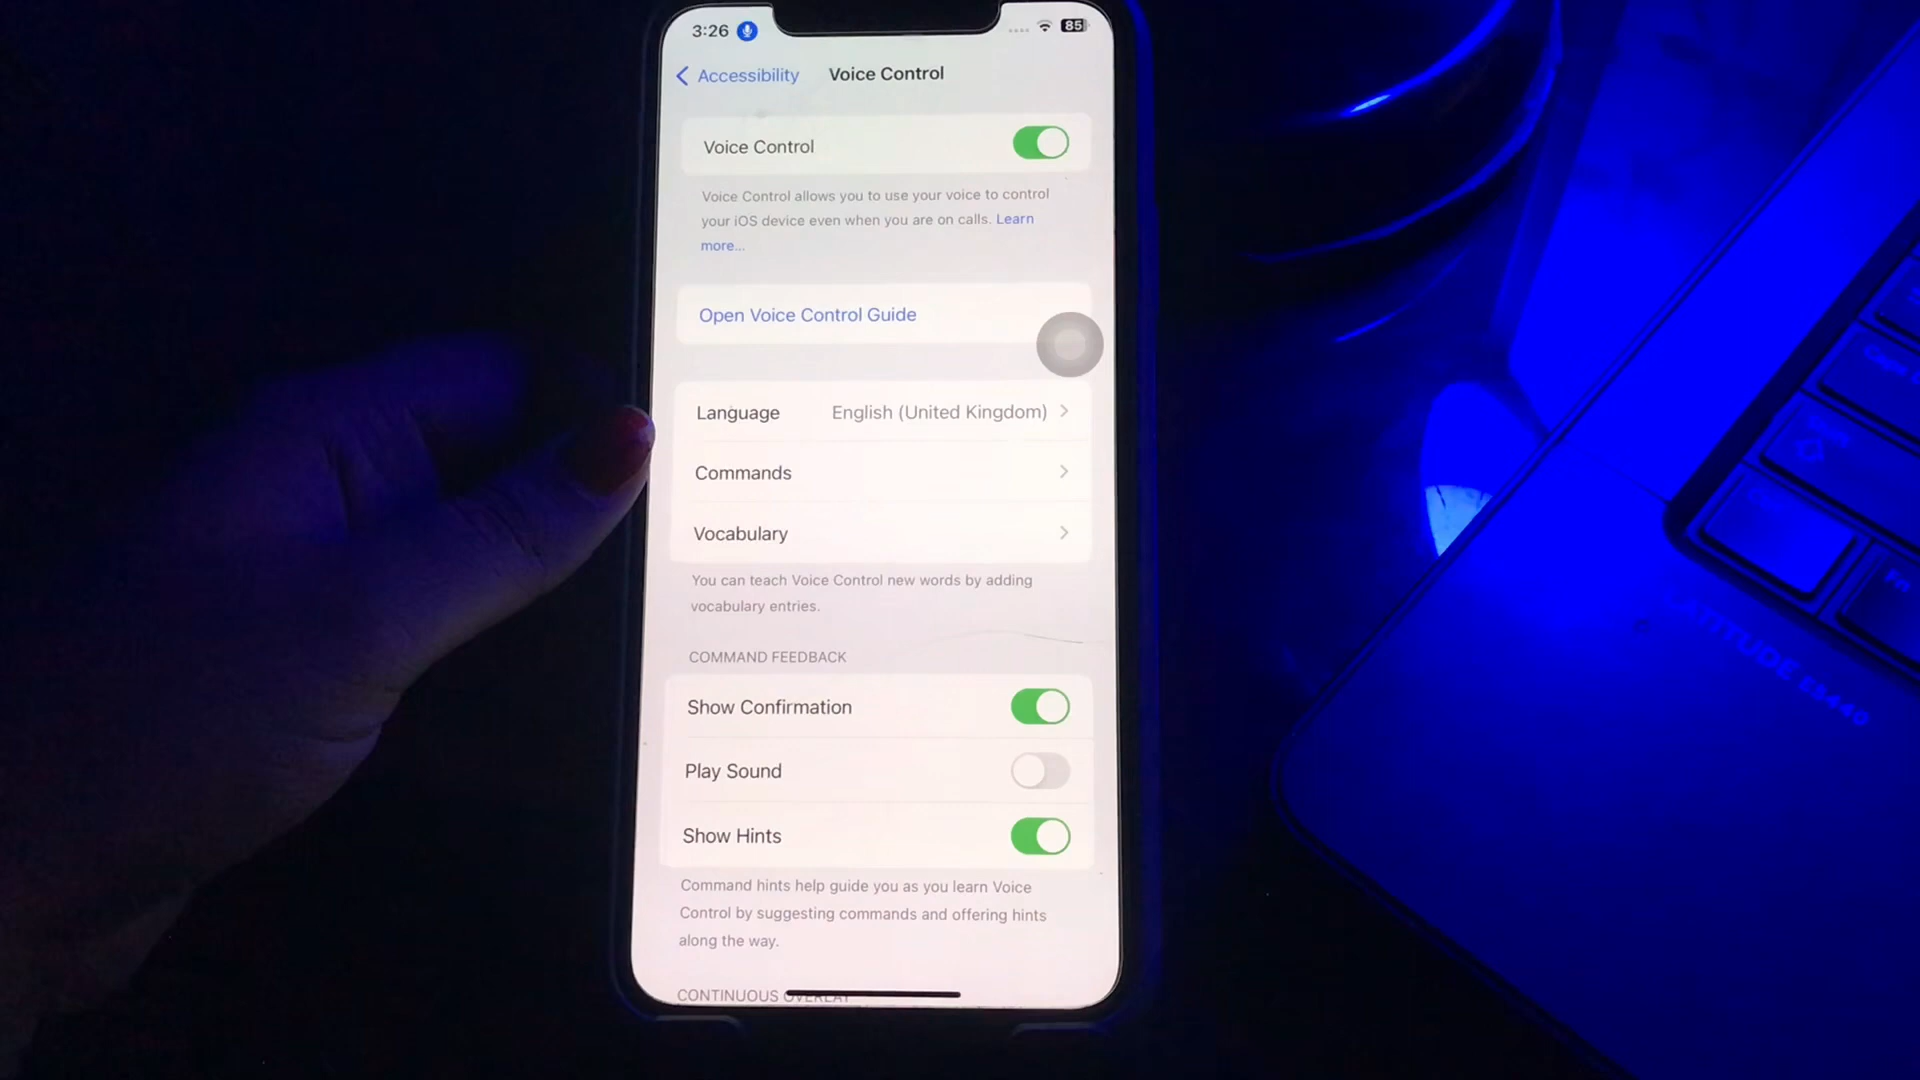 3:26
85
Accessibility
Voice Control
Voice Control
Voice Control allows you to use your voice to control
your iOS device even when you are on calls. Learn
more...
Open Voice Control Guide
Language English (United Kingdom)
Commands
Vocabulary
You can teach Voice Control new words by adding
vocabulary entries.
COMMAND FEEDBACK
Show Confirmation
Play Sound
Show Hints
Command hints help guide you as you learn Voice
Control by suggesting commands and offering hints
along the way.
CONTINUOUS OVERLAY
Fn
LATITUDE E5440